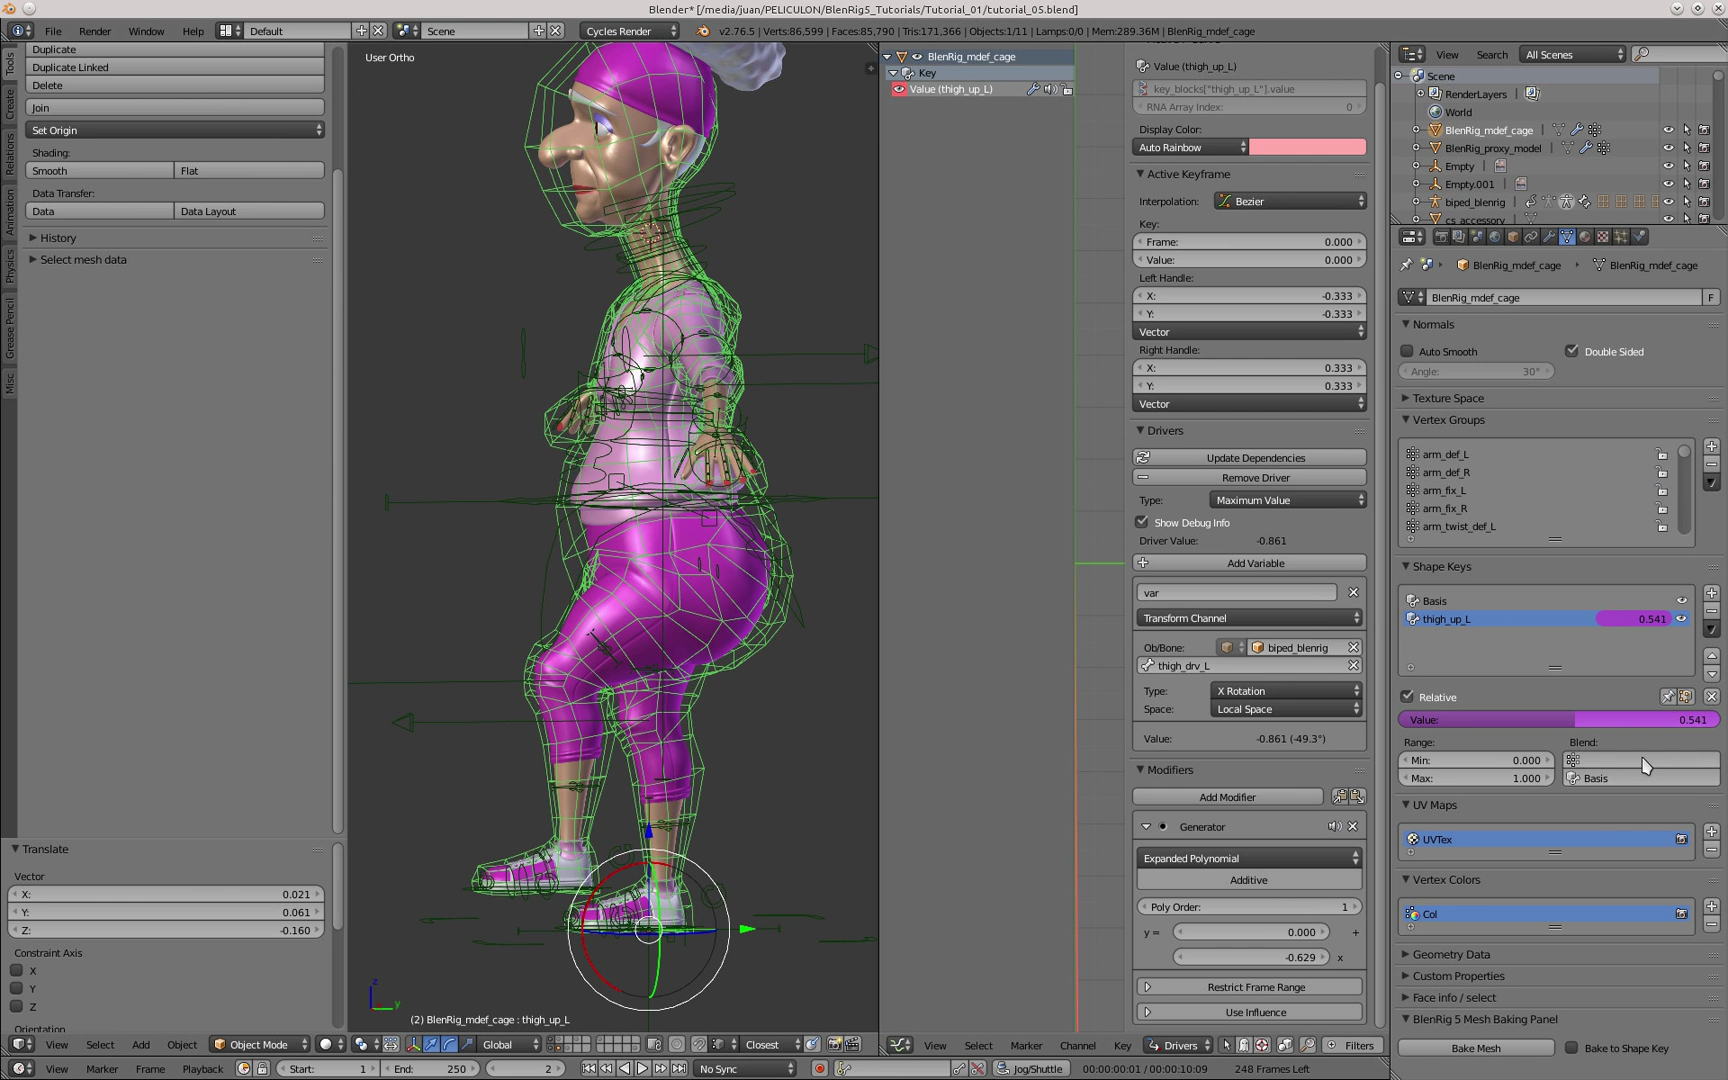 Blender* [/media/juan/PELICULON/BlenRig5_Tutorials/Tutorial_01/tutorial_05.blend]
File Render Window Help Default Scene Cycles Render v2.76.5 | Verts:86,599 | Faces:85,790 | Tris:171,366 | Objects:1/11 | Lamps:0/0 | Mem:289.36M | BlenRig_mdef_cage
Tools
Create
Relations
Animation
Physics
Grease Pencil
Misc
Duplicate
Duplicate Linked
Delete
Join
Set Origin
Shading:
Smooth Flat
Data Transfer:
Data Data Layout
History
Select mesh data
Translate
Vector
X: 0.021
Y: 0.061
Z: -0.160
Constraint Axis
X
Y
Z
Orientation
User Ortho
z
y
(2) BlenRig_mdef_cage : thigh_up_L
View Select Add Object Object Mode Global Closest
BlenRig_mdef_cage
Key
Value (thigh_up_L)
Value (thigh_up_L)
key_blocks["thigh_up_L"].value
RNA Array Index: 0
Display Color:
Auto Rainbow
Active Keyframe
Interpolation: Bezier
Key:
Frame: 0.000
Value: 0.000
Left Handle:
X: -0.333
Y: -0.333
Vector
Right Handle:
X: 0.333
Y: 0.333
Vector
Drivers
Update Dependencies
Remove Driver
Type: Maximum Value
Show Debug Info
Driver Value: -0.861
Add Variable
var
Transform Channel
Ob/Bone: biped_blenrig
thigh_drv_L
Type: X Rotation
Space: Local Space
Value: -0.861 (-49.3°)
Modifiers
Add Modifier
Generator
Expanded Polynomial
Additive
Poly Order: 1
y = 0.000 +
-0.629 x
Restrict Frame Range
Use Influence
View Select Marker Channel Key Drivers Filters
View Search All Scenes
Scene
RenderLayers
World
BlenRig_mdef_cage
BlenRig_proxy_model
Empty
Empty.001
biped_blenrig
cs_accessory
BlenRig_mdef_cage BlenRig_mdef_cage
BlenRig_mdef_cage F
Normals
Auto Smooth Double Sided
Angle: 30°
Texture Space
Vertex Groups
arm_def_L
arm_def_R
arm_fix_L
arm_fix_R
arm_twist_def_L
Shape Keys
Basis
thigh_up_L 0.541
Relative
Value: 0.541
Range: Blend:
Min: 0.000
Max: 1.000 Basis
UV Maps
UVTex
Vertex Colors
Col
Geometry Data
Custom Properties
Face info / select
BlenRig 5 Mesh Baking Panel
Bake Mesh Bake to Shape Key
View Marker Frame Playback Start: 1 End: 250 2 No Sync Jog/Shuttle 00:00:00:01 / 00:00:10:09 248 Frames Left